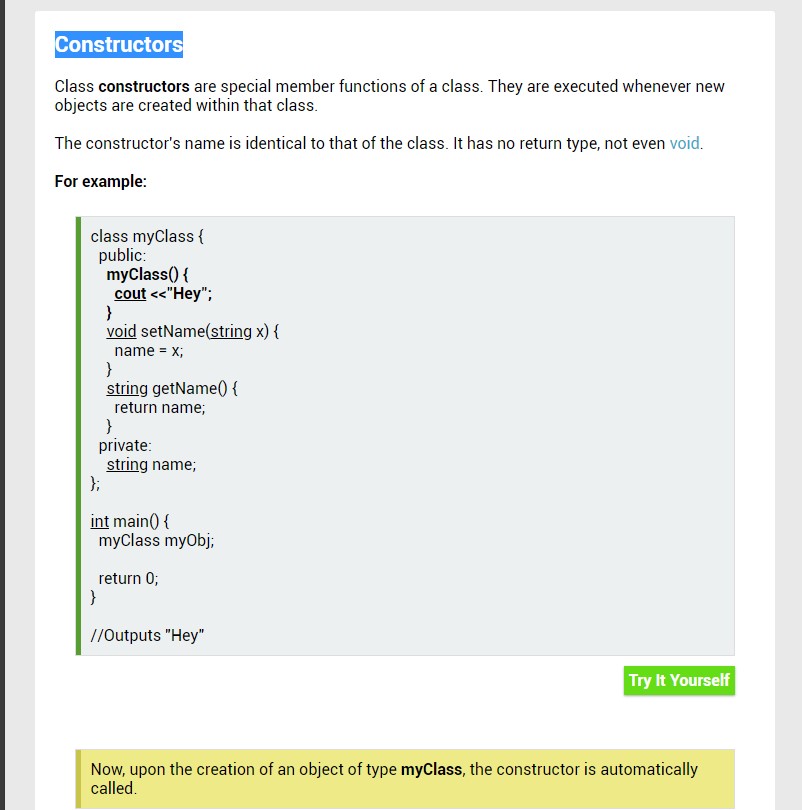 Constructors
Class constructors are special member functions of a class. They are executed whenever new
objects are created within that class.
The constructor's name is identical to that of the class. It has no return type, not even void.
For example:
class myClass {
public:
myClass() {
cout <<"Hey";
}
void setName(string x) {
name = x;
}
string getName() {
return name;
}
private:
string name;
};
int main() {
myClass myObj;
return 0;
}
//Outputs "Hey"
Try It Yourself
Now, upon the creation of an object of type myClass, the constructor is automatically
called.